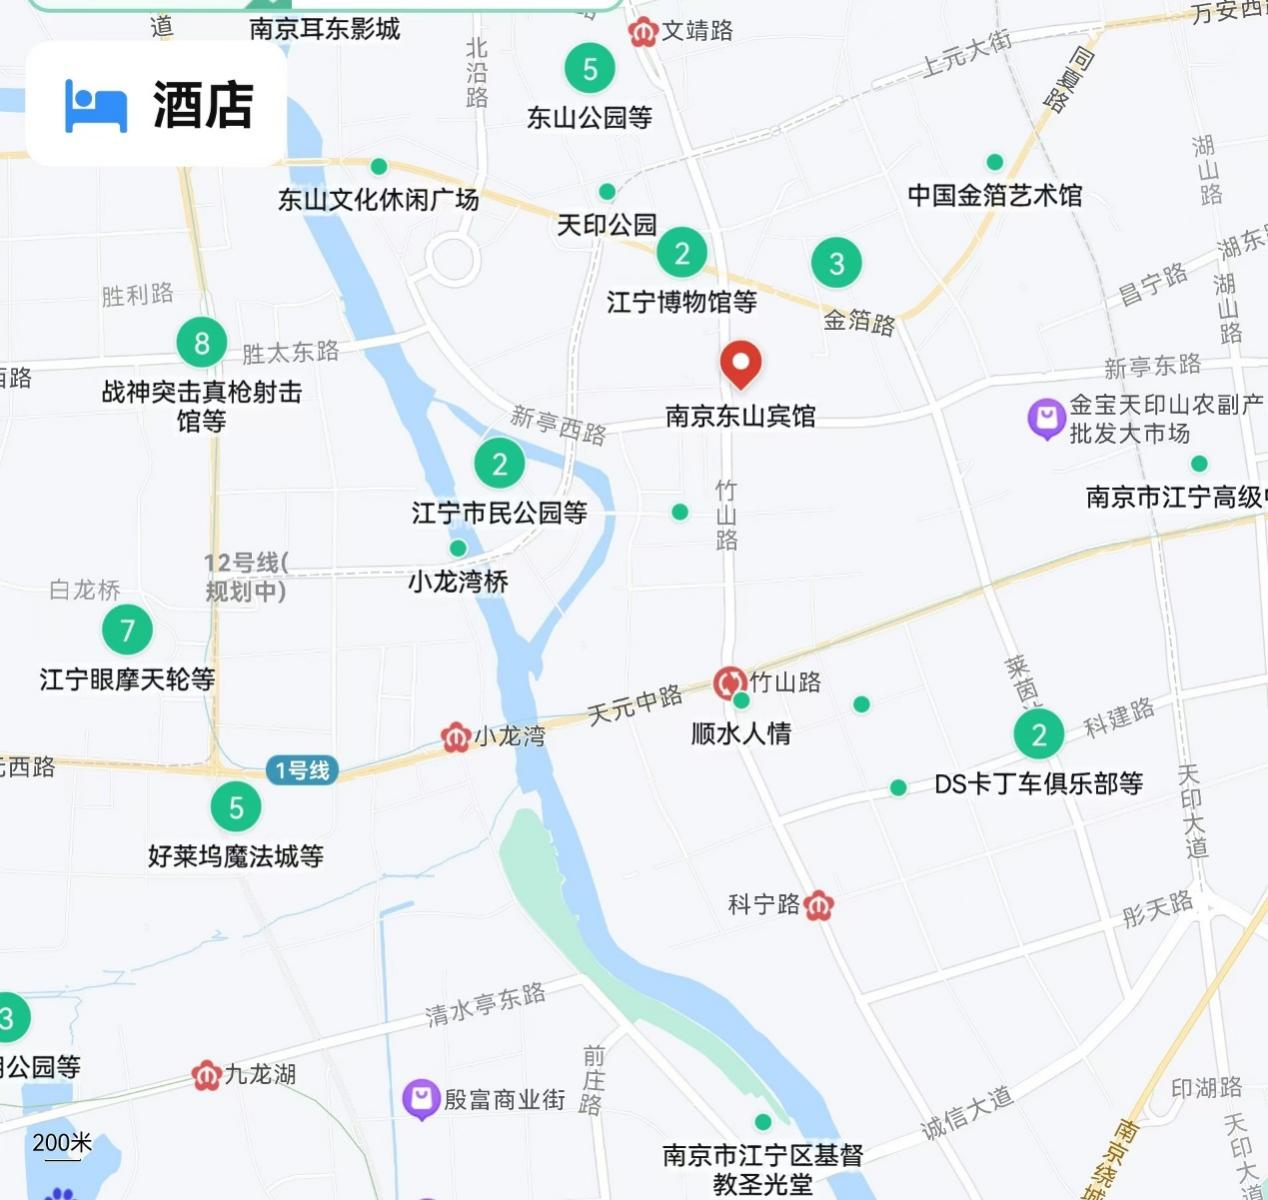 道
南京耳东影城
文靖路
万安西路
酒店
北沿路
5
东山公园等
上元大街
同夏路
东山文化休闲广场
天印公园
中国金箔艺术馆
湖山路
2
江宁博物馆等
3
金箔路
昌宁路
湖东路
湖山路
胜利路
8
战神突击真枪射击
馆等
胜太东路
西路
新亭东路
南京东山宾馆
金宝天印山农副产
批发大市场
新亭西路
2
江宁市民公园等
竹山路
南京市江宁高级中
12号线(
规划中)
小龙湾桥
白龙桥
7
江宁眼摩天轮等
竹山路
天元中路
小龙湾
顺水人情
莱茵
2
科建路
DS卡丁车俱乐部等
元西路
1号线
5
好莱坞魔法城等
天印大道
科宁路
彤天路
3
公园等
清水亭东路
九龙湖
前庄路
殷富商业街
诚信大道
印湖路
南京绕城
天印大道
200米
南京市江宁区基督
教圣光堂